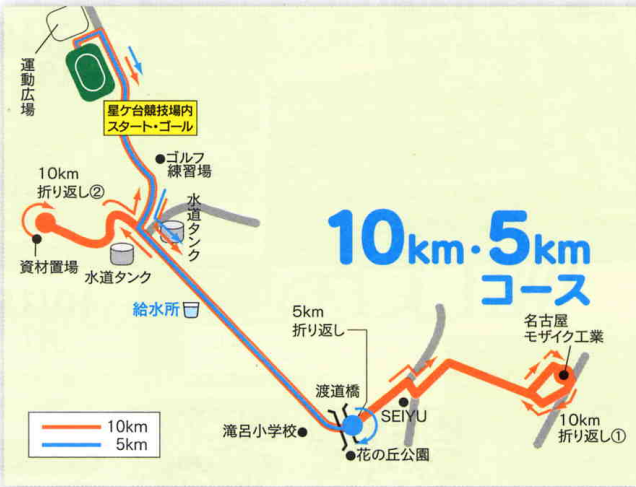 運動広場
星ケ台競技場内
スタート・ゴール
ゴルフ
練習場
10km
折り返し②
水道タンク
資材置場
水道タンク
10km・5km
コース
給水所
5km
折り返し
名古屋
モザイク工業
渡道橋
SEIYU
10km
折り返し①
滝呂小学校
花の丘公園
10km
5km